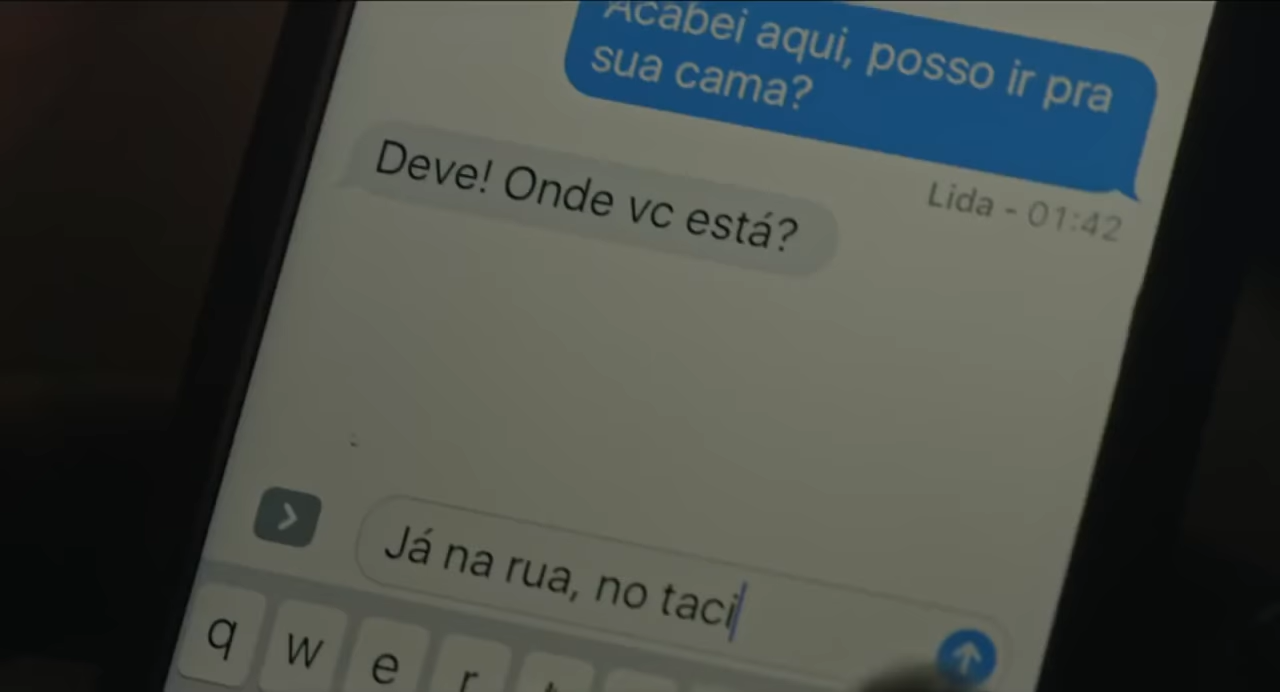 Acabei aqui, posso ir pra
sua cama?
Lida - 01:42
Deve! Onde vc está?
Já na rua, no taci
q w e r t